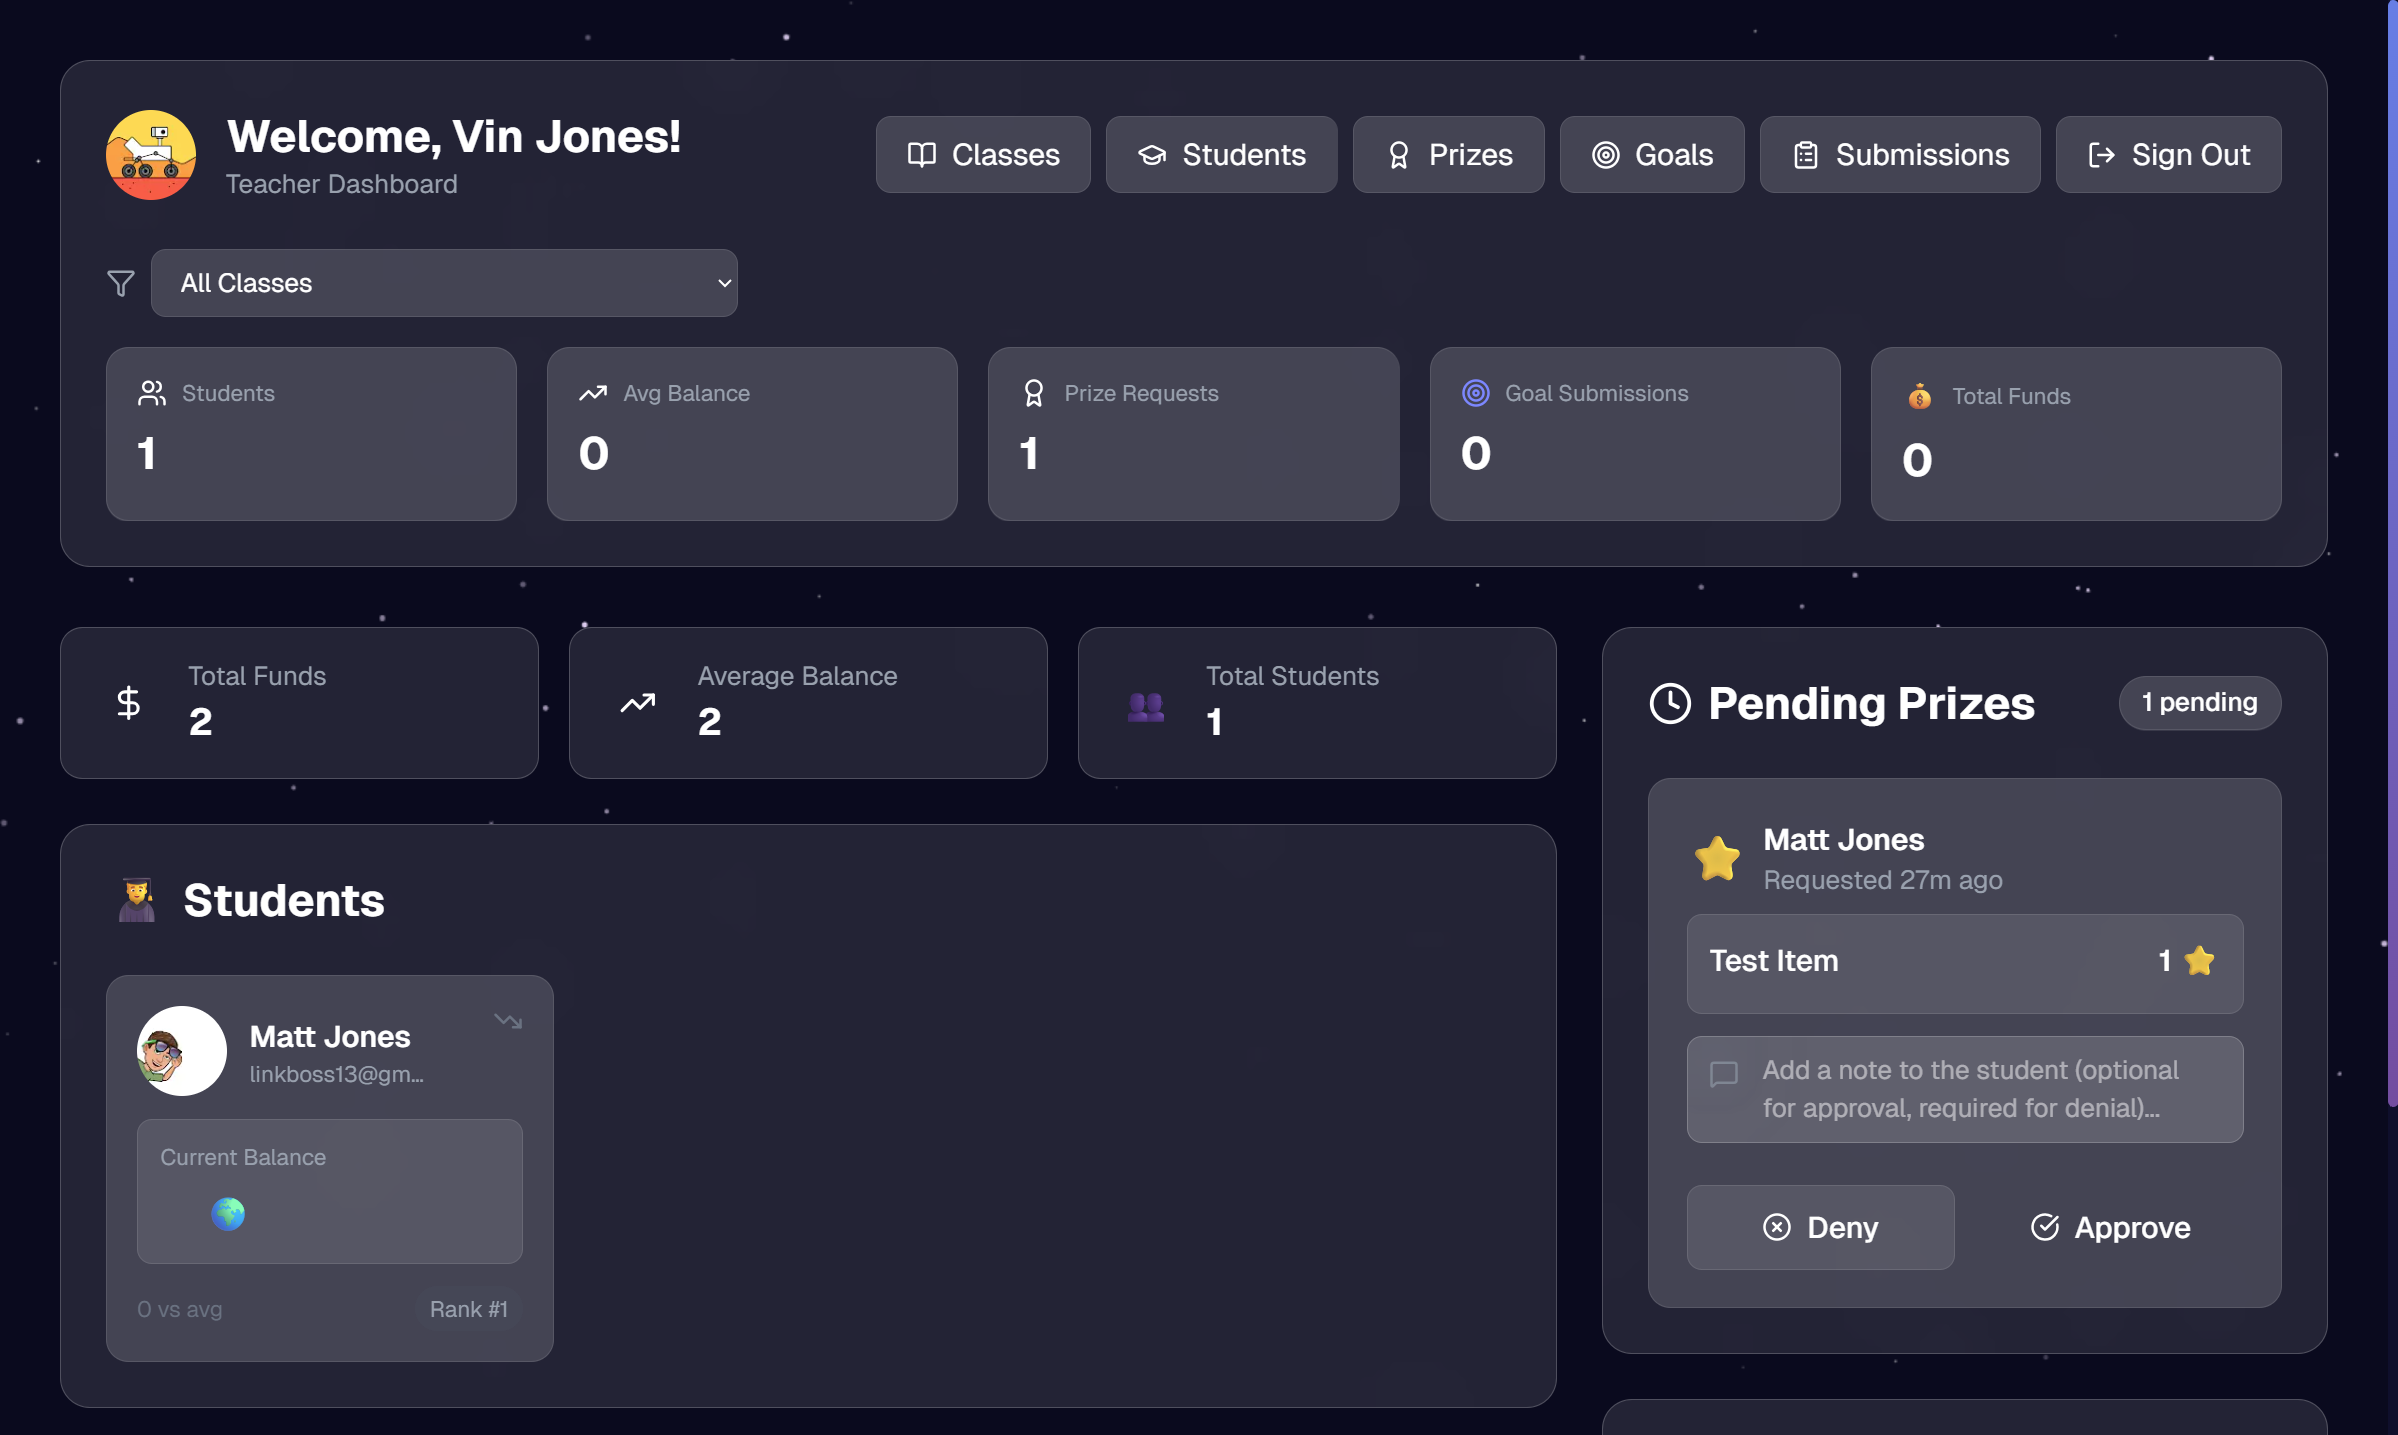 Welcome, Vin Jones!
Teacher Dashboard
Classes
Students
Prizes
Goals
Submissions
Sign Out
All Classes
Students
1
Avg Balance
0
Prize Requests
1
Goal Submissions
0
Total Funds
0
Total Funds
2
Average Balance
2
Total Students
1
Students
Matt Jones
linkboss13@gm...
Current Balance
0 vs avg
Rank #1
Pending Prizes
1 pending
Matt Jones
Requested 27m ago
Test Item
1
Add a note to the student (optional
for approval, required for denial)...
Deny
Approve